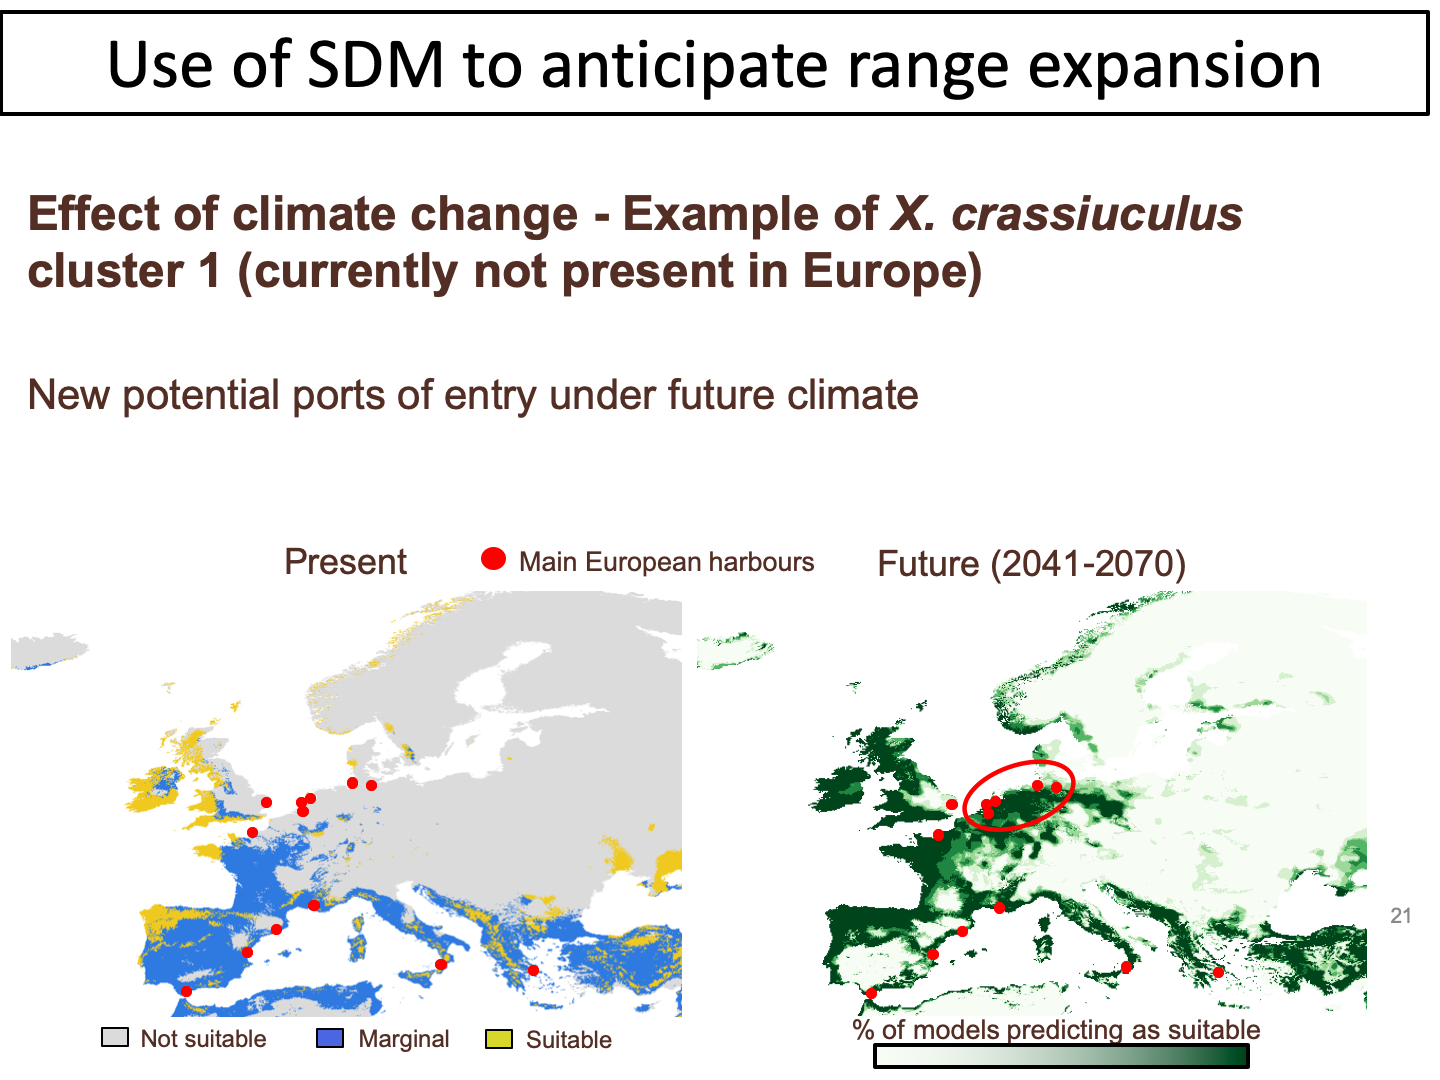 Use of SDM to anticipate range expansion
Effect of climate change - Example of X. crassiuculus
cluster 1 (currently not present in Europe)
New potential ports of entry under future climate
Present
Main European harbours
Future (2041-2070)
21
Not suitable
Marginal
Suitable
% of models predicting as suitable